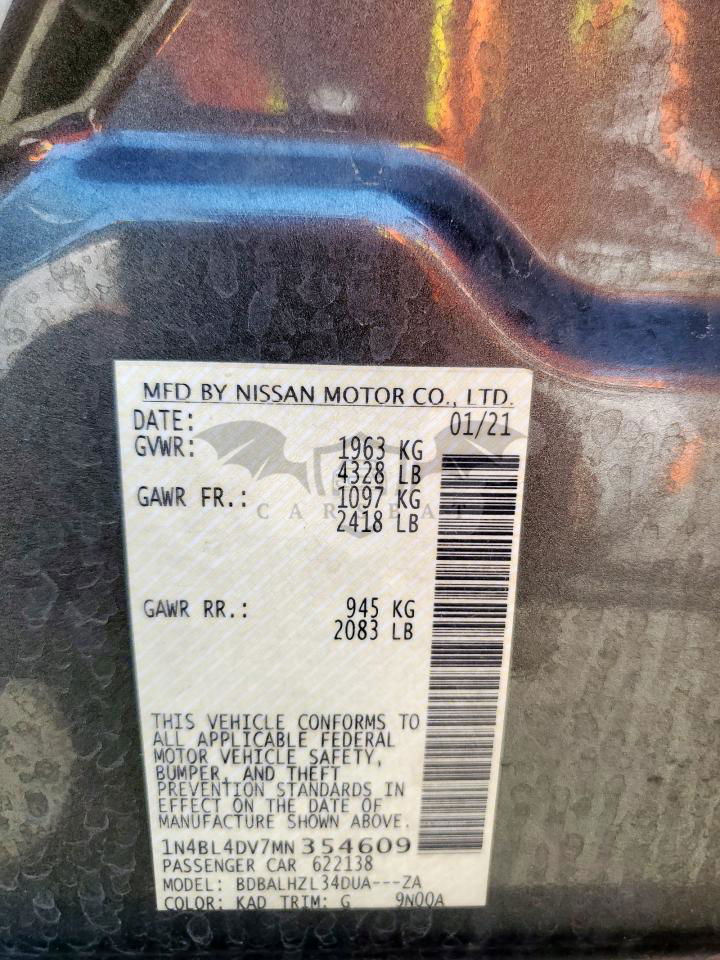 MFD BY NISSAN MOTOR CO., LTD.
DATE: 01/21
GVWR: 1963 KG
4328 LB
GAWR FR.: 1097 KG
CARBEAT
2418 LB
GAWR RR.: 945 KG
2083 LB
THIS VEHICLE CONFORMS TO
ALL APPLICABLE FEDERAL
MOTOR VEHICLE SAFETY,
BUMPER, AND THEFT
PREVENTION STANDARDS IN
EFFECT ON THE DATE OF
MANUFACTURE SHOWN ABOVE.
1N4BL4DV7MN354609
PASSENGER CAR 622138
MODEL: BDBALHZL34DUA---ZA
COLOR: KAD TRIM: G 9N00A